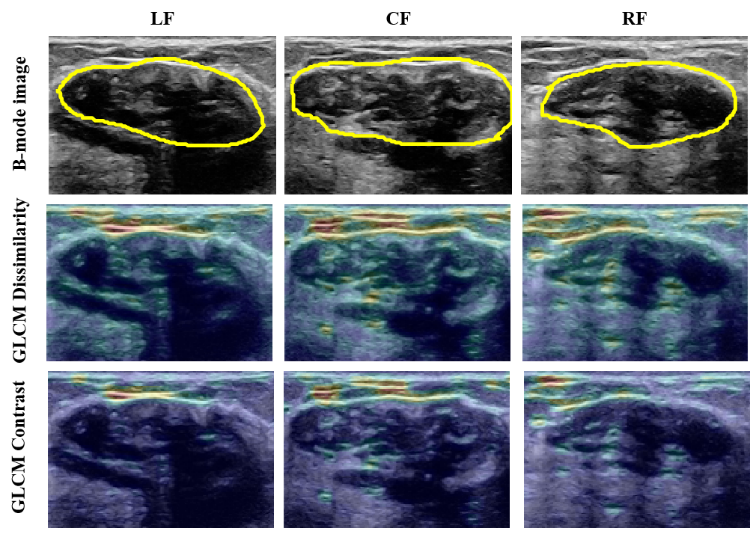 LF CF RF
B-mode image
GLCM Dissimilarity
GLCM Contrast